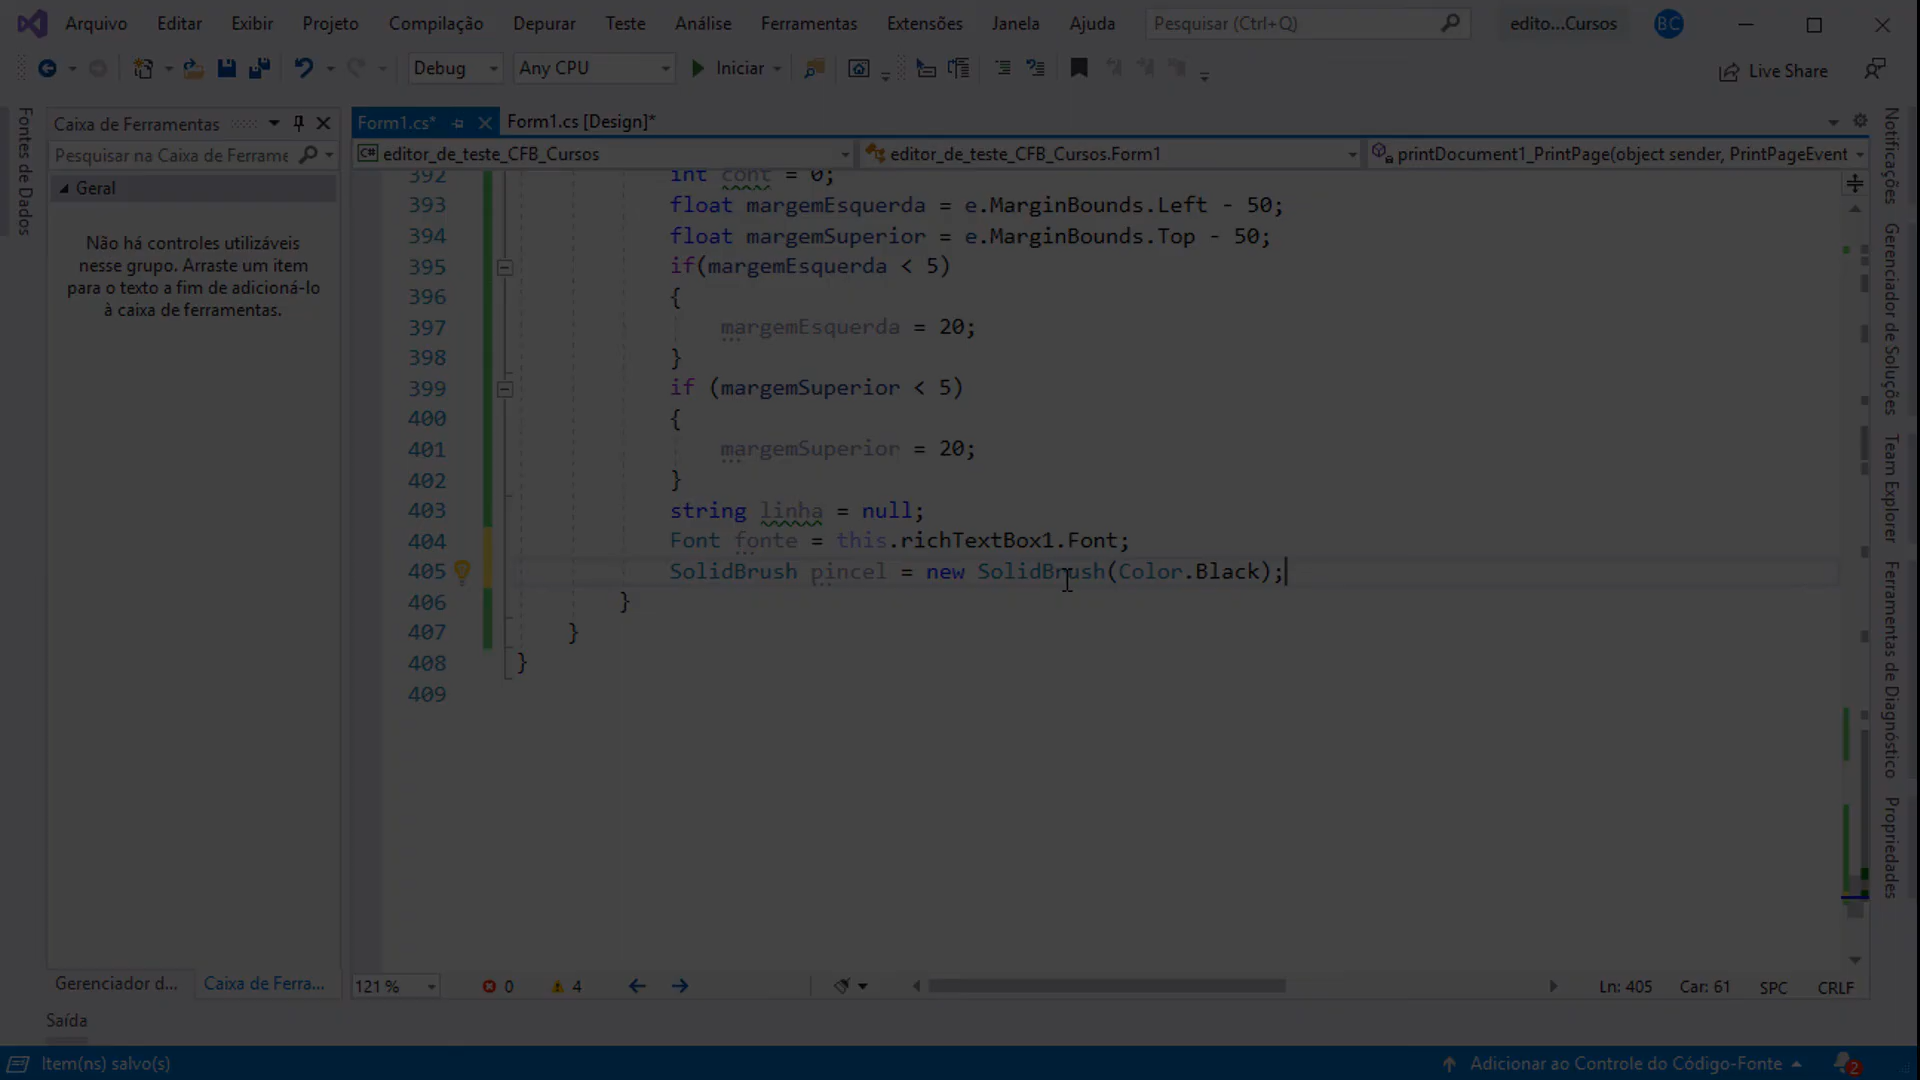 Arquivo Editar Exibir Projeto Compilação Depurar Teste Análise Ferramentas Extensões Janela Ajuda Pesquisar (Ctrl+Q) edito...Cursos BC
Debug Any CPU Iniciar Live Share
Fontes de Dados
Caixa de Ferramentas
Pesquisar na Caixa de Ferrame
Geral
Não há controles utilizáveis
nesse grupo. Arraste um item
para o texto a fim de adicioná-lo
à caixa de ferramentas.
Gerenciador d... Caixa de Ferra...
Form1.cs* Form1.cs [Design]*
C# editor_de_teste_CFB_Cursos editor_de_teste_CFB_Cursos.Form1 printDocument1_PrintPage(object sender, PrintPageEvent
392 int cont = 0;
393 float margemEsquerda = e.MarginBounds.Left - 50;
394 float margemSuperior = e.MarginBounds.Top - 50;
395 if(margemEsquerda < 5)
396 {
397 margemEsquerda = 20;
398 }
399 if (margemSuperior < 5)
400 {
401 margemSuperior = 20;
402 }
403 string linha = null;
404 Font fonte = this.richTextBox1.Font;
405 SolidBrush pincel = new SolidBrush(Color.Black);
406 }
407 }
408 }
409
121 % 0 4 Ln: 405 Car: 61 SPC CRLF
Notificações
Gerenciador de Soluções
Team Explorer
Ferramentas de Diagnóstico
Propriedades
Saída
Item(ns) salvo(s) Adicionar ao Controle do Código-Fonte 2